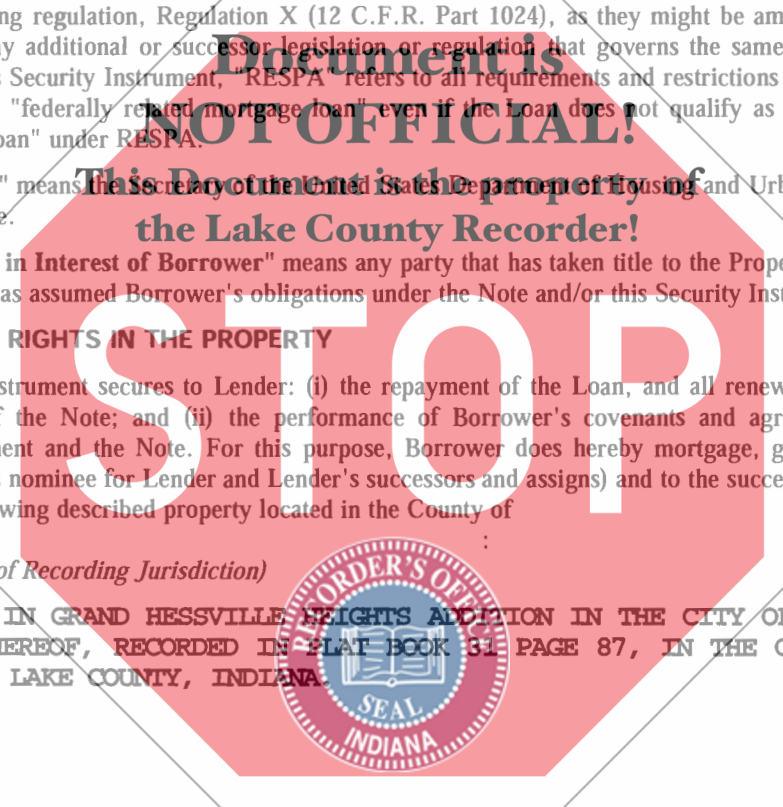 ng regulation, Regulation X (12 C.F.R. Part 1024), as they might be am
y additional or successor legislation or regulation that governs the same
Document is
s Security Instrument, "RESPA" refers to all requirements and restrictions
"federally related mortgage loan" even if the Loan does not qualify as
NOT OFFICIAL!
oan" under RESPA.
" means the Secretary of the United States Department of Housing and Urb
This Document is the property of
e.
the Lake County Recorder!
in Interest of Borrower" means any party that has taken title to the Prope
as assumed Borrower's obligations under the Note and/or this Security Inst
RIGHTS IN THE PROPERTY
STOP
strument secures to Lender: (i) the repayment of the Loan, and all renew
f the Note; and (ii) the performance of Borrower's covenants and agr
ent and the Note. For this purpose, Borrower does hereby mortgage, g
nominee for Lender and Lender's successors and assigns) and to the succe
wing described property located in the County of
:
of Recording Jurisdiction)
RECORDER'S OFFICE
IN GRAND HESSVILLE HEIGHTS ADDITION IN THE CITY O
EREOF, RECORDED IN PLAT BOOK 31 PAGE 87, IN THE O
LAKE COUNTY, INDIANA.
SEAL
INDIANA